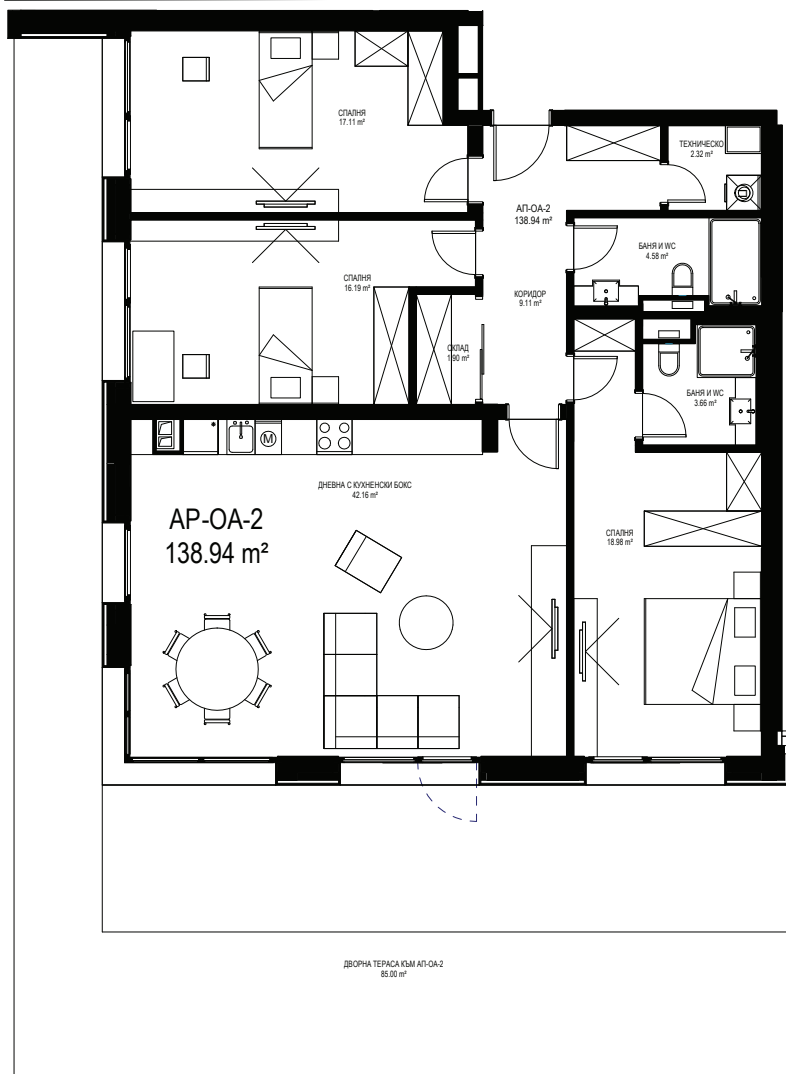 СПАЛНЯ
17.11 m²
ТЕХНИЧЕСКО
2.32 m²
АП-ОА-2
138.94 m²
БАНЯ И WC
4.58 m²
СПАЛНЯ
16.19 m²
КОРИДОР
9.11 m²
СКЛАД
1.90 m²
БАНЯ И WC
3.66 m²
M
ДНЕВНА С КУХНЕНСКИ БОКС
42.16 m²
АР-ОА-2
138.94 m²
СПАЛНЯ
18.98 m²
ДВОРНА ТЕРАСА КЪМ АП-ОА-2
85.00 m²